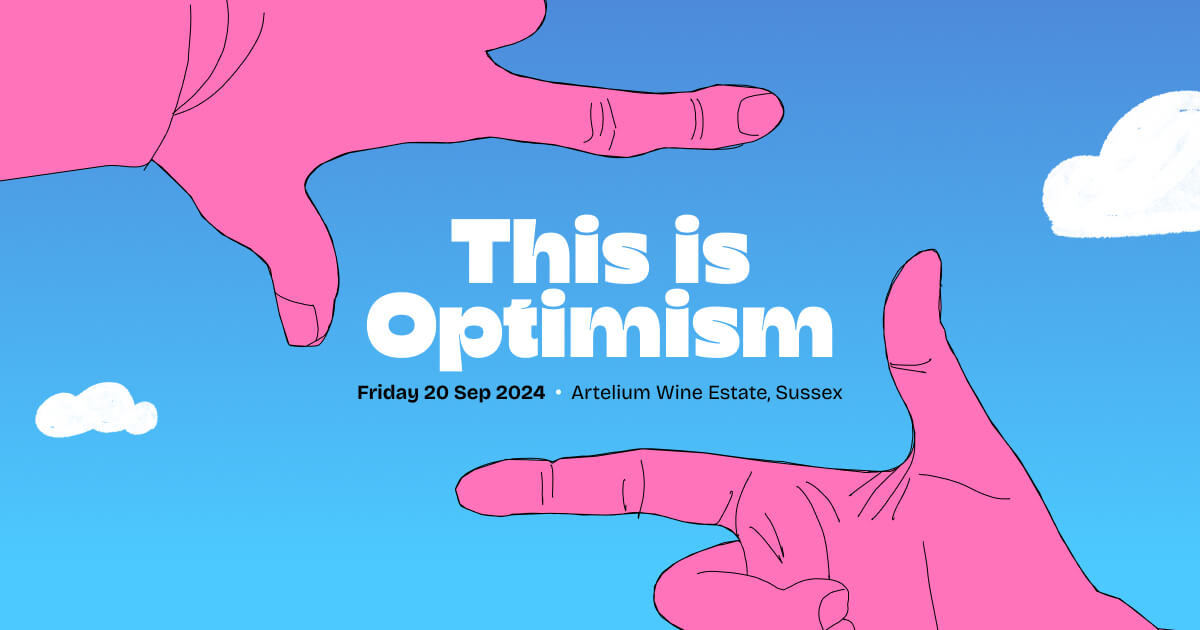 This is
Optimism
Friday 20 Sep 2024 • Artelium Wine Estate, Sussex